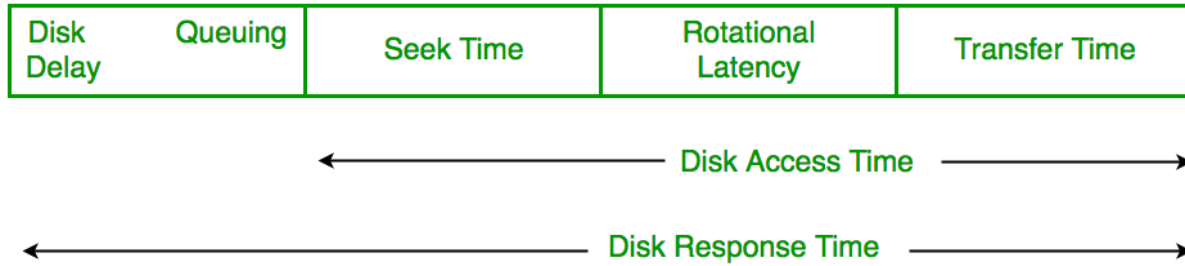 Disk Queuing
Delay
Seek Time
Rotational
Latency
Transfer Time
Disk Access Time
Disk Response Time